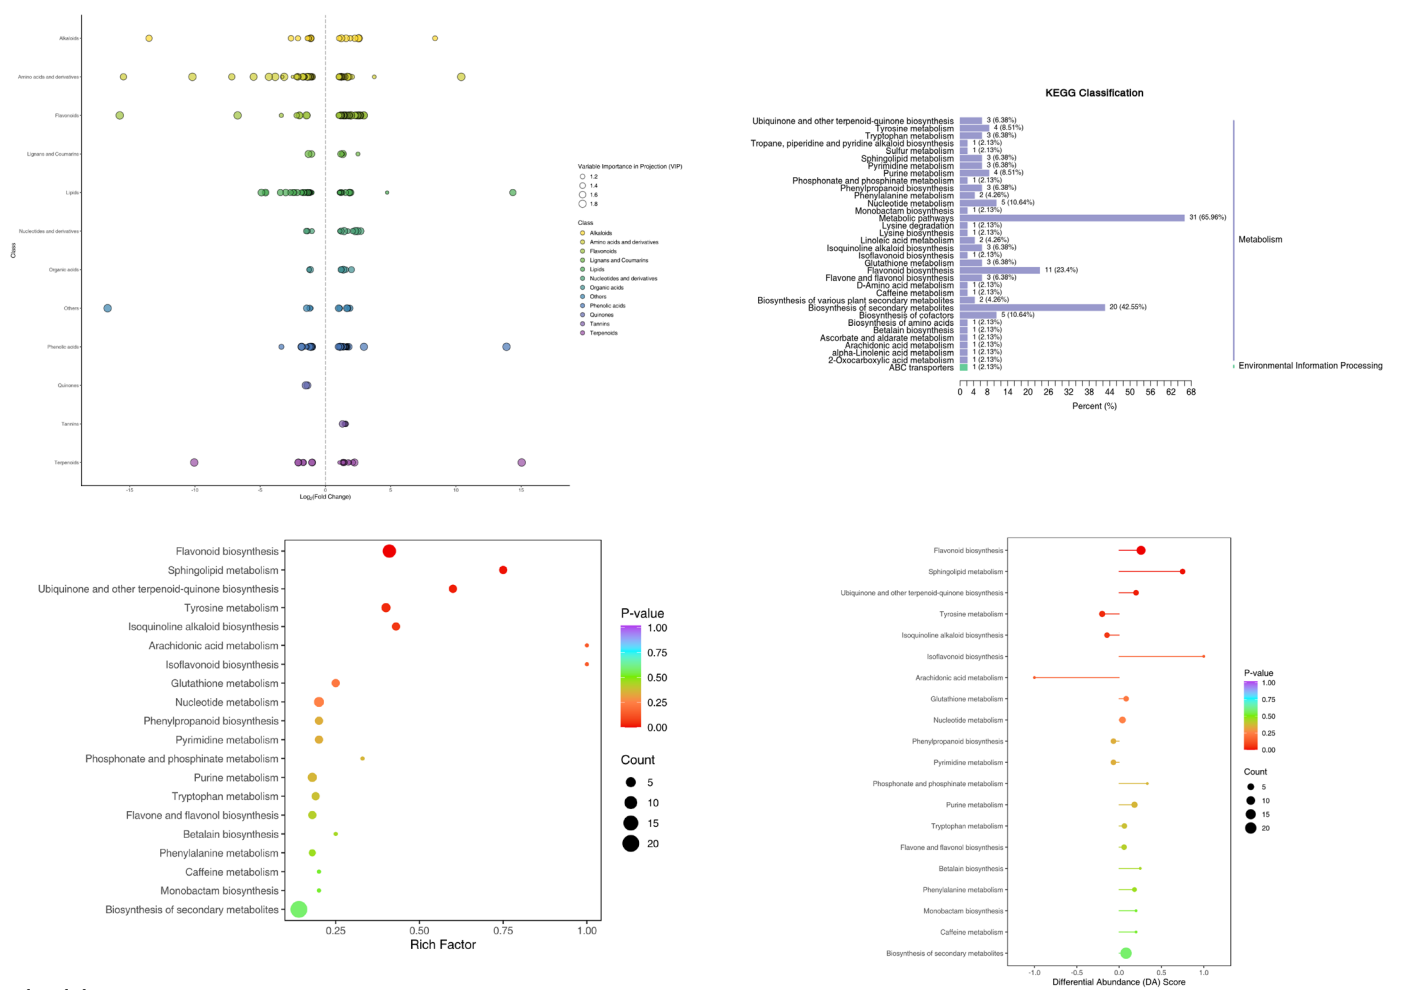 Alkaloids
Amino acids and derivatives
Flavonoids
Lignans and Coumarins
Lipids
Nucleotides and derivatives
Organic acids
Others
Phenolic acids
Quinones
Tannins
Terpenoids
Class
-15 -10 -5 0 5 10 15
Log2(Fold Change)
Variable Importance in Projection (VIP)
1.2
1.4
1.6
1.8
Class
Alkaloids
Amino acids and derivatives
Flavonoids
Lignans and Coumarins
Lipids
Nucleotides and derivatives
Organic acids
Others
Phenolic acids
Quinones
Tannins
Terpenoids
KEGG Classification
Ubiquinone and other terpenoid-quinone biosynthesis 3 (6.38%)
Tyrosine metabolism 4 (8.51%)
Tryptophan metabolism 3 (6.38%)
Tropane, piperidine and pyridine alkaloid biosynthesis 1 (2.13%)
Sulfur metabolism 1 (2.13%)
Sphingolipid metabolism 3 (6.38%)
Pyrimidine metabolism 3 (6.38%)
Purine metabolism 4 (8.51%)
Phosphonate and phosphinate metabolism 1 (2.13%)
Phenylpropanoid biosynthesis 3 (6.38%)
Phenylalanine metabolism 2 (4.26%)
Nucleotide metabolism 5 (10.64%)
Monobactam biosynthesis 1 (2.13%)
Metabolic pathways 31 (65.96%)
Lysine degradation 1 (2.13%)
Lysine biosynthesis 1 (2.13%)
Linoleic acid metabolism 2 (4.26%)
Isoquinoline alkaloid biosynthesis 3 (6.38%)
Isoflavonoid biosynthesis 1 (2.13%)
Glutathione metabolism 3 (6.38%)
Flavonoid biosynthesis 11 (23.4%)
Flavone and flavonol biosynthesis 3 (6.38%)
D-Amino acid metabolism 1 (2.13%)
Caffeine metabolism 1 (2.13%)
Biosynthesis of various plant secondary metabolites 2 (4.26%)
Biosynthesis of secondary metabolites 20 (42.55%)
Biosynthesis of cofactors 5 (10.64%)
Biosynthesis of amino acids 1 (2.13%)
Betalain biosynthesis 1 (2.13%)
Ascorbate and aldarate metabolism 1 (2.13%)
Arachidonic acid metabolism 1 (2.13%)
alpha-Linolenic acid metabolism 1 (2.13%)
2-Oxocarboxylic acid metabolism 1 (2.13%)
ABC transporters 1 (2.13%)
Metabolism
Environmental Information Processing
0 4 8 14 20 26 32 38 44 50 56 62 68
Percent (%)
Flavonoid biosynthesis
Sphingolipid metabolism
Ubiquinone and other terpenoid-quinone biosynthesis
Tyrosine metabolism
Isoquinoline alkaloid biosynthesis
Arachidonic acid metabolism
Isoflavonoid biosynthesis
Glutathione metabolism
Nucleotide metabolism
Phenylpropanoid biosynthesis
Pyrimidine metabolism
Phosphonate and phosphinate metabolism
Purine metabolism
Tryptophan metabolism
Flavone and flavonol biosynthesis
Betalain biosynthesis
Phenylalanine metabolism
Caffeine metabolism
Monobactam biosynthesis
Biosynthesis of secondary metabolites
0.25 0.50 0.75 1.00
Rich Factor
P-value
1.00
0.75
0.50
0.25
0.00
Count
5
10
15
20
Flavonoid biosynthesis
Sphingolipid metabolism
Ubiquinone and other terpenoid-quinone biosynthesis
Tyrosine metabolism
Isoquinoline alkaloid biosynthesis
Isoflavonoid biosynthesis
Arachidonic acid metabolism
Glutathione metabolism
Nucleotide metabolism
Phenylpropanoid biosynthesis
Pyrimidine metabolism
Phosphonate and phosphinate metabolism
Purine metabolism
Tryptophan metabolism
Flavone and flavonol biosynthesis
Betalain biosynthesis
Phenylalanine metabolism
Monobactam biosynthesis
Caffeine metabolism
Biosynthesis of secondary metabolites
-1.0 -0.5 0.0 0.5 1.0
Differential Abundance (DA) Score
P-value
1.00
0.75
0.50
0.25
0.00
Count
5
10
15
20